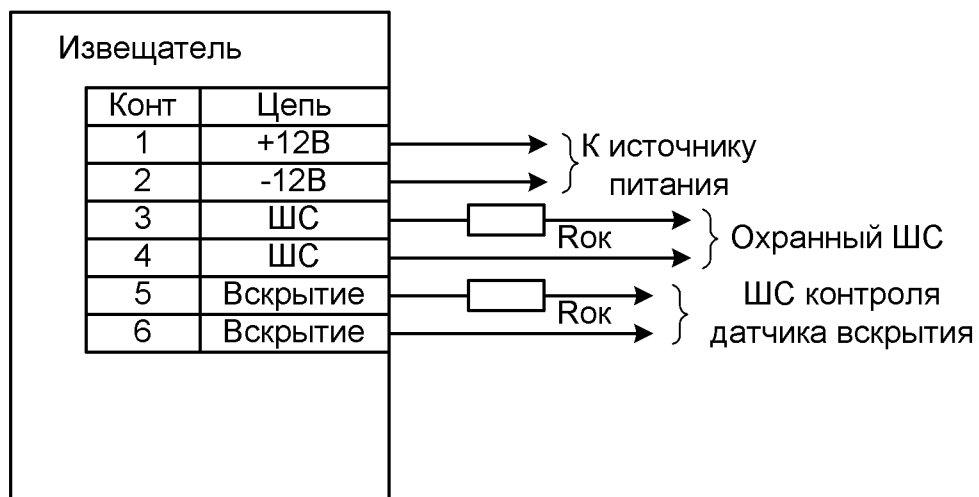 Извещатель
Конт Цепь
1 +12В
2 -12В
3 ШС
4 ШС
5 Вскрытие
6 Вскрытие
К источнику
питания
Rок
Охранный ШС
Rок
ШС контроля
датчика вскрытия